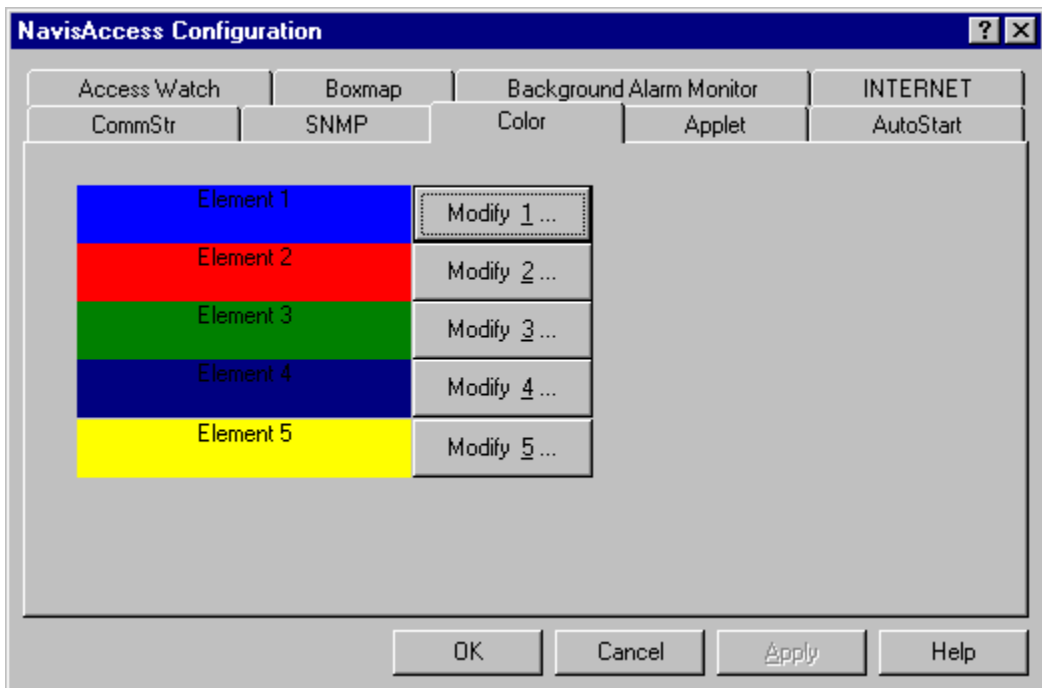 NavisAccess Configuration
Access Watch Boxmap Background Alarm Monitor INTERNET
CommStr SNMP Color Applet AutoStart
Element 1 Modify 1 ...
Element 2 Modify 2 ...
Element 3 Modify 3 ...
Element 4 Modify 4 ...
Element 5 Modify 5 ...
OK Cancel Apply Help